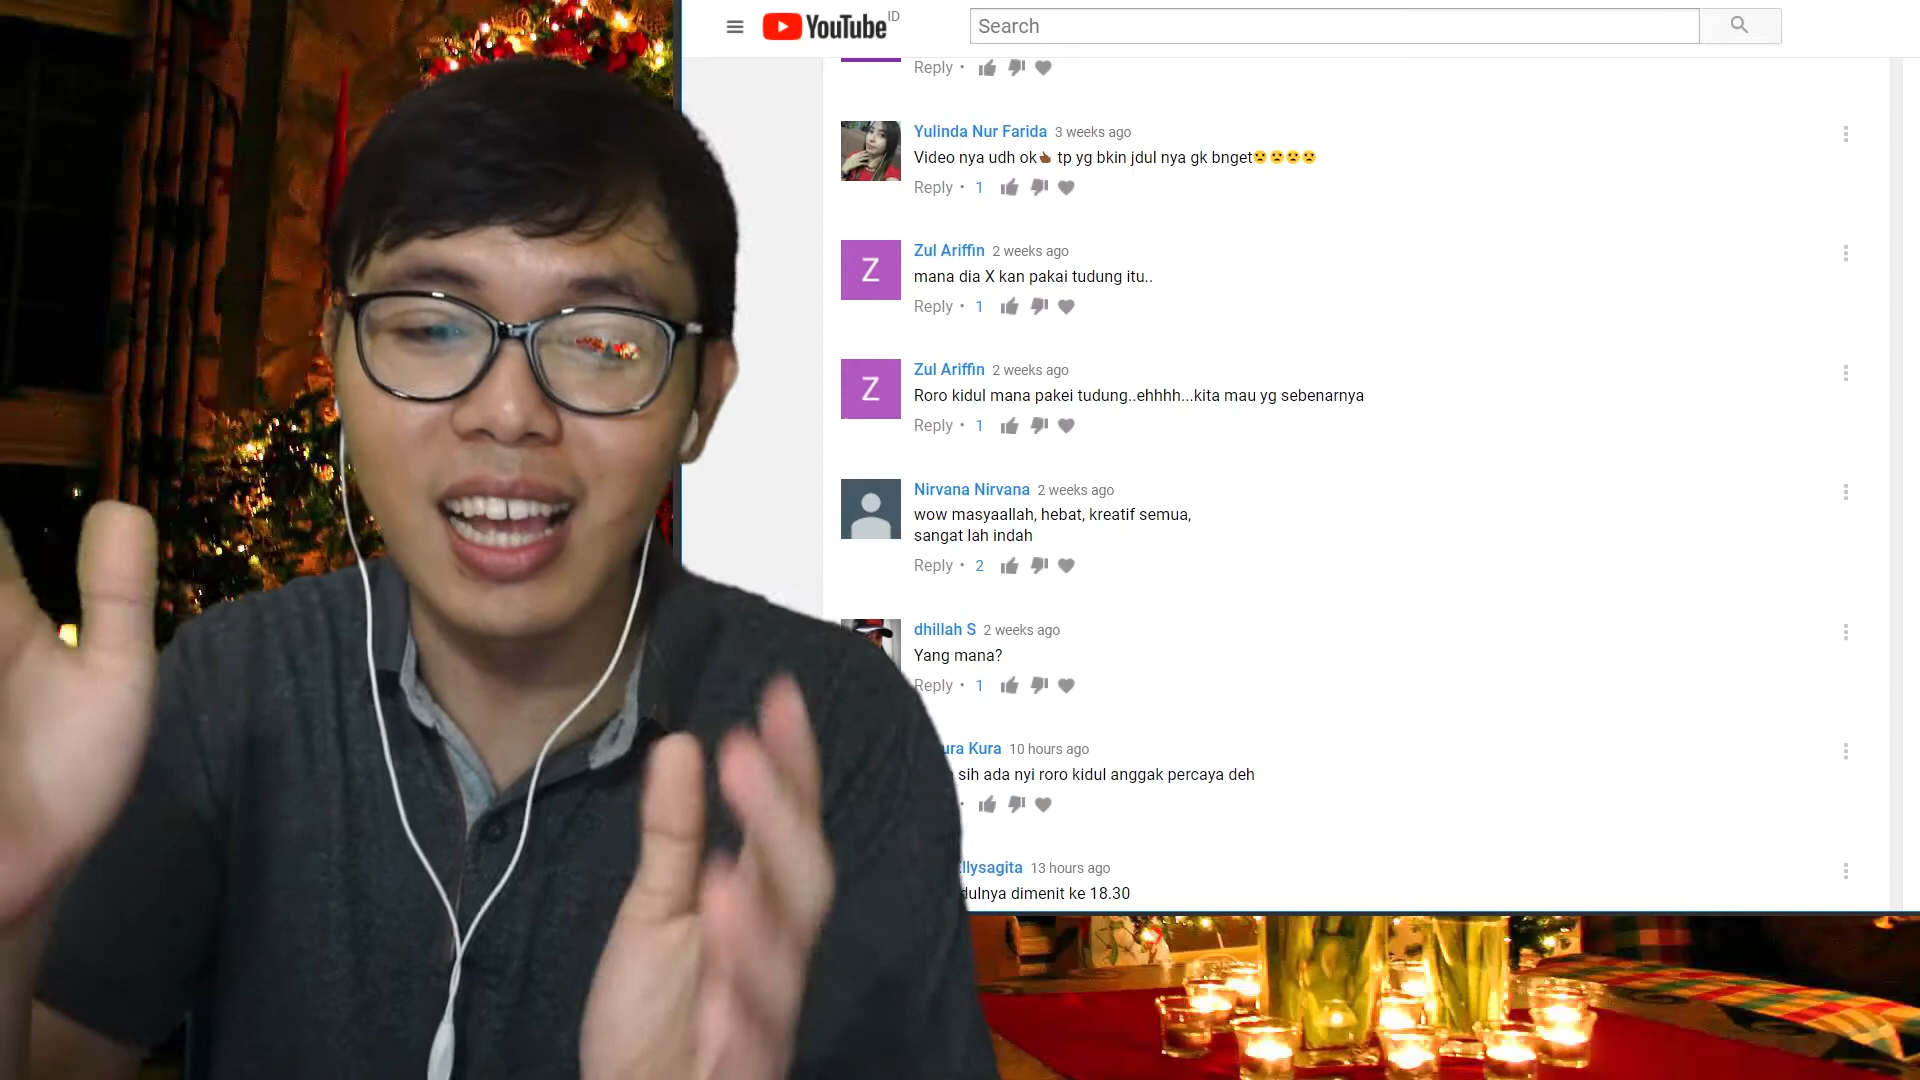 YouTube ID
Search
Reply •
Yulinda Nur Farida 3 weeks ago
Video nya udh ok👍🏾 tp yg bkin jdul nya gk bnget😣😣😣😣
Reply • 1
Z
Zul Ariffin 2 weeks ago
mana dia X kan pakai tudung itu..
Reply • 1
Z
Zul Ariffin 2 weeks ago
Roro kidul mana pakei tudung..ehhhh...kita mau yg sebenarnya
Reply • 1
Nirvana Nirvana 2 weeks ago
wow masyaallah, hebat, kreatif semua,
sangat lah indah
Reply • 2
dhillah S 2 weeks ago
Yang mana?
Reply • 1
Kura 10 hours ago
sih ada nyi roro kidul anggak percaya deh
13 hours ago
dimenit ke 18.30